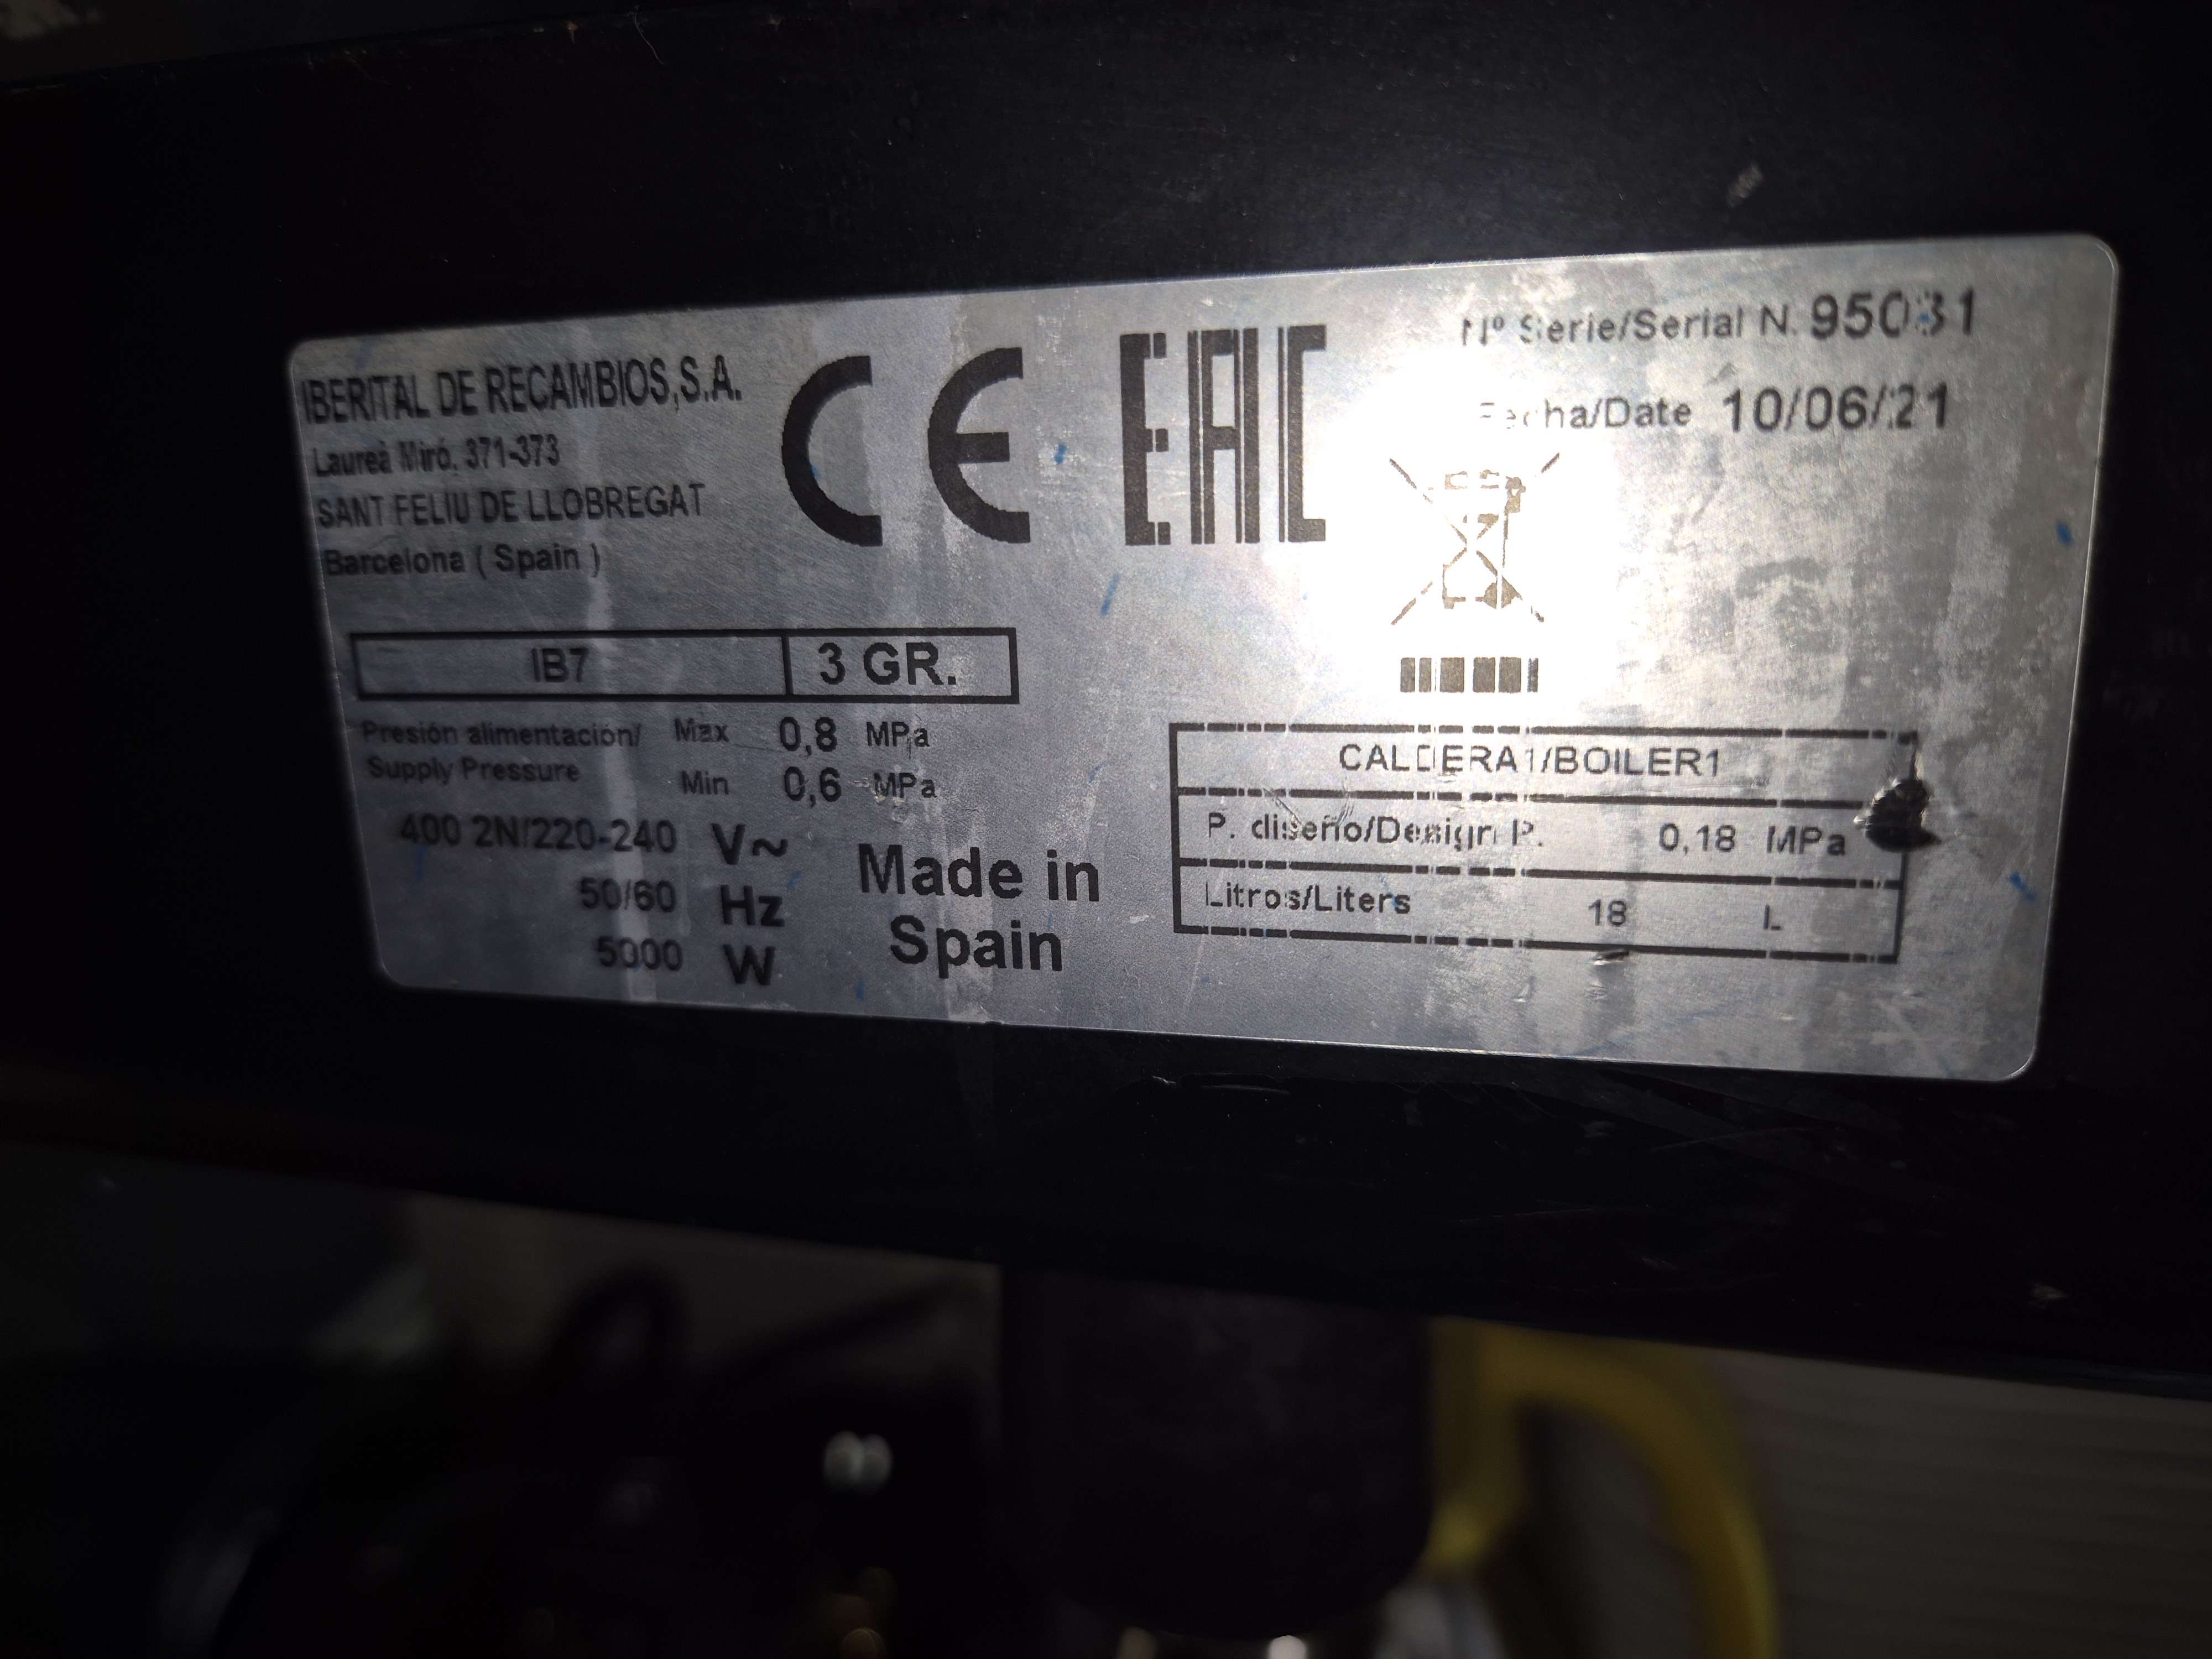 IBERITAL DE RECAMBIOS,S.A.
Laureà Miró, 371-373
SANT FELIU DE LLOBREGAT
Barcelona ( Spain )
CE EAC
Nº Serie/Serial N. 95031
Fecha/Date 10/06/21
IB7 3 GR.
Presión alimentación/ Max 0,8 MPa
Supply Pressure Min 0,6 MPa
400 2N/220-240 V~
50/60 Hz
5000 W
Made in
Spain
CALDERA1/BOILER1
P. diseño/Design P. 0,18 MPa
Litros/Liters 18 L